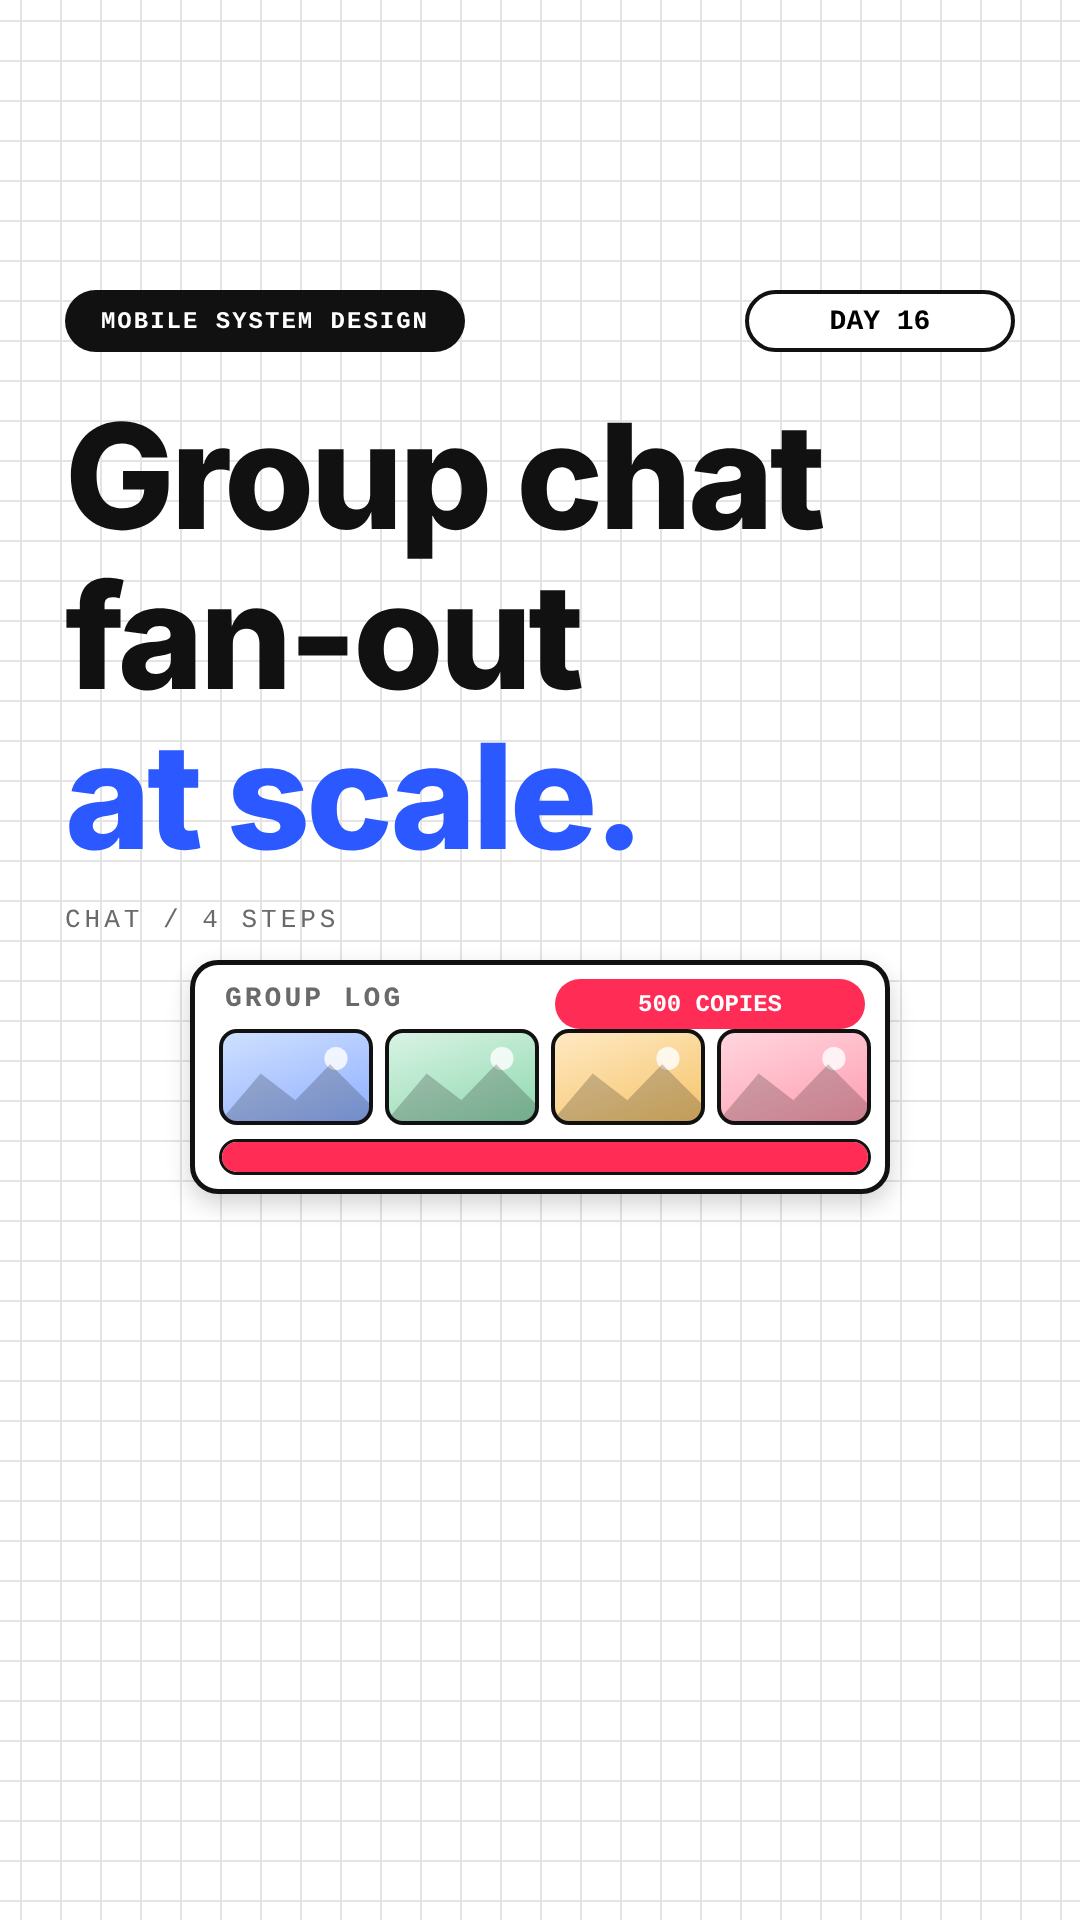 MOBILE SYSTEM DESIGN
DAY 16
Group chat
fan-out
at scale.
CHAT / 4 STEPS
GROUP LOG
500 COPIES